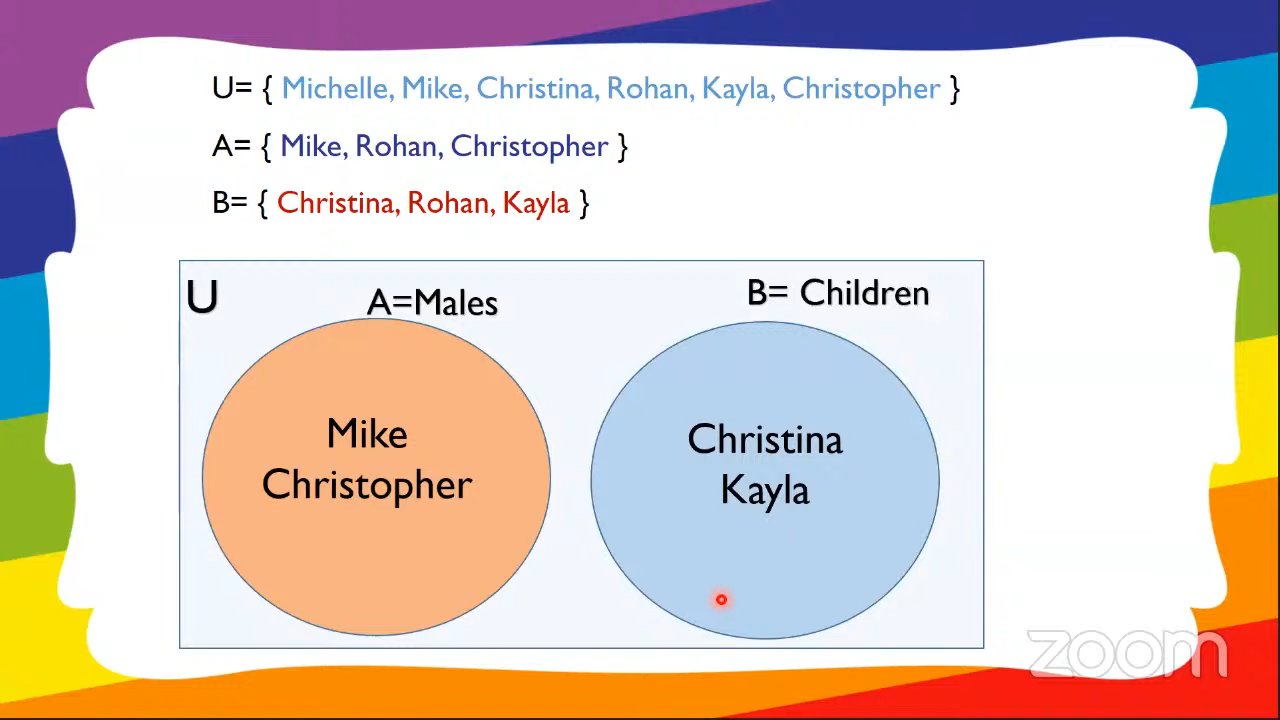 U= { Michelle, Mike, Christina, Rohan, Kayla, Christopher }
A= { Mike, Rohan, Christopher }
B= { Christina, Rohan, Kayla }
U
A=Males
B= Children
Mike
Christopher
Christina
Kayla
zoom